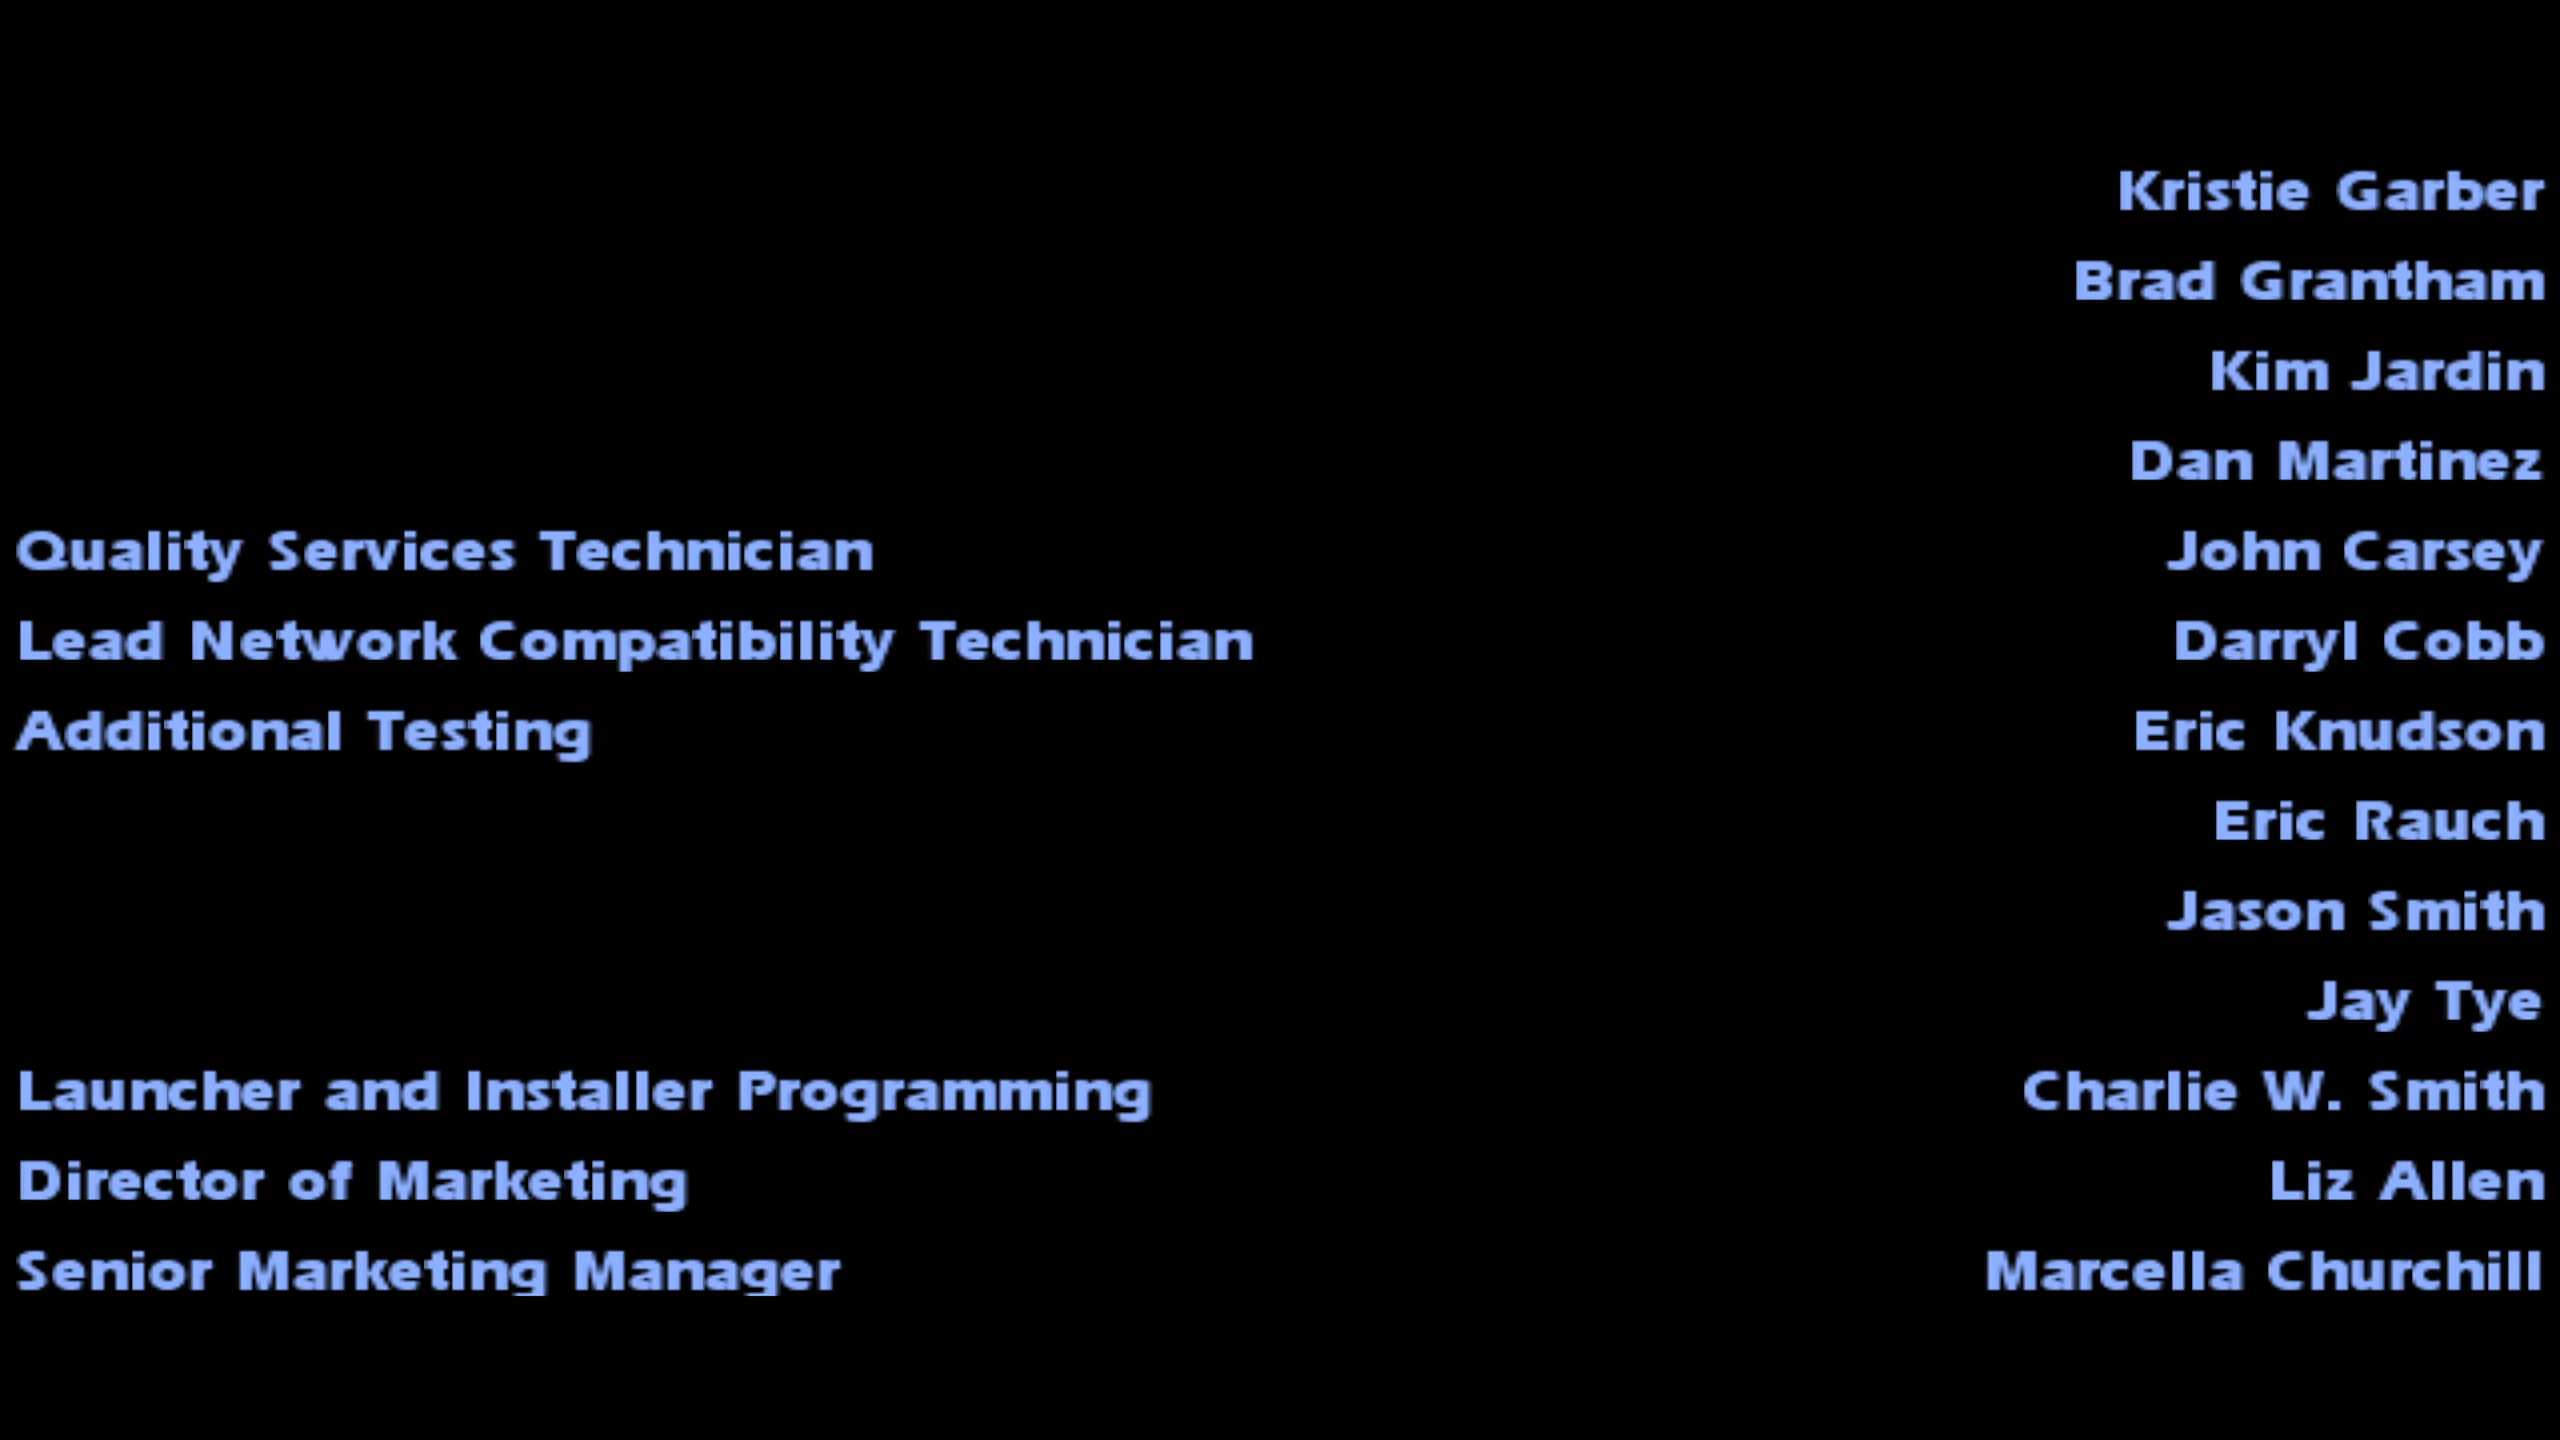 Kristie Garber
Brad Grantham
Kim Jardin
Dan Martinez
Quality Services Technician John Carsey
Lead Network Compatibility Technician Darryl Cobb
Additional Testing Eric Knudson
Eric Rauch
Jason Smith
Jay Tye
Launcher and Installer Programming Charlie W. Smith
Director of Marketing Liz Allen
Senior Marketing Manager Marcella Churchill